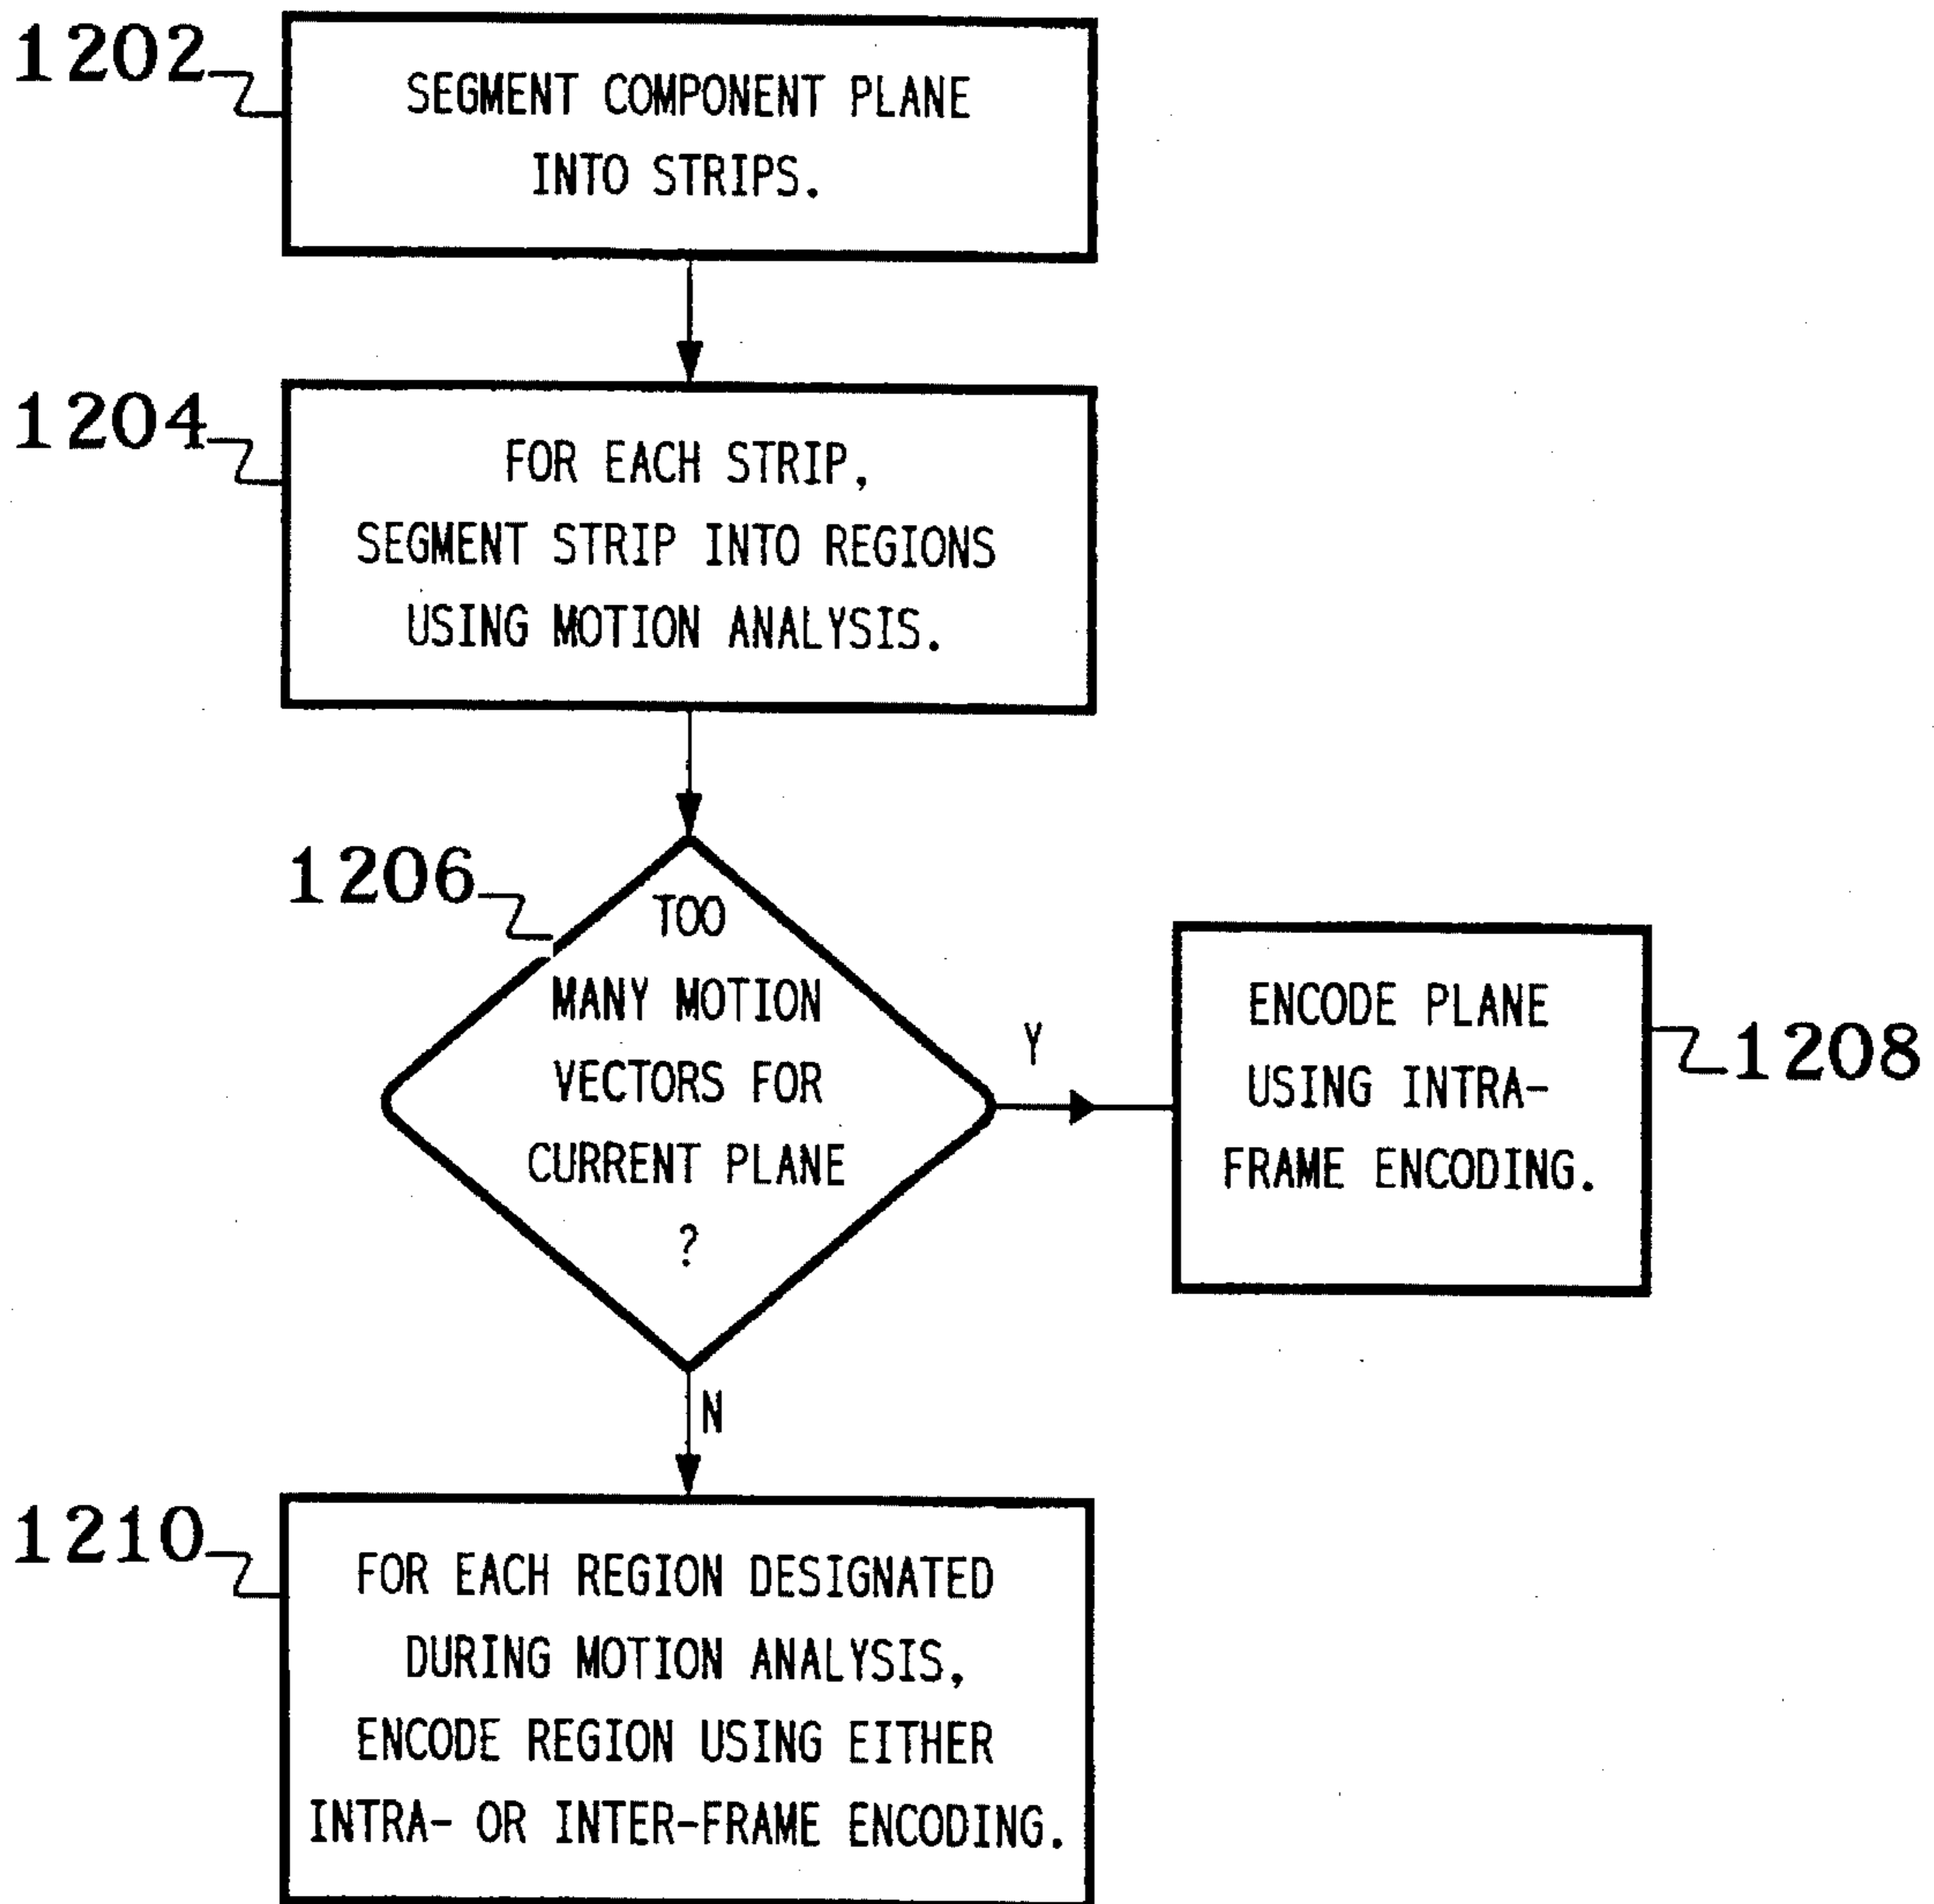 1202
SEGMENT COMPONENT PLANE
INTO STRIPS.
1204
FOR EACH STRIP,
SEGMENT STRIP INTO REGIONS
USING MOTION ANALYSIS.
1206
TOO
MANY MOTION
VECTORS FOR
CURRENT PLANE
?
Y
ENCODE PLANE
USING INTRA-
FRAME ENCODING.
1208
N
1210
FOR EACH REGION DESIGNATED
DURING MOTION ANALYSIS,
ENCODE REGION USING EITHER
INTRA- OR INTER-FRAME ENCODING.